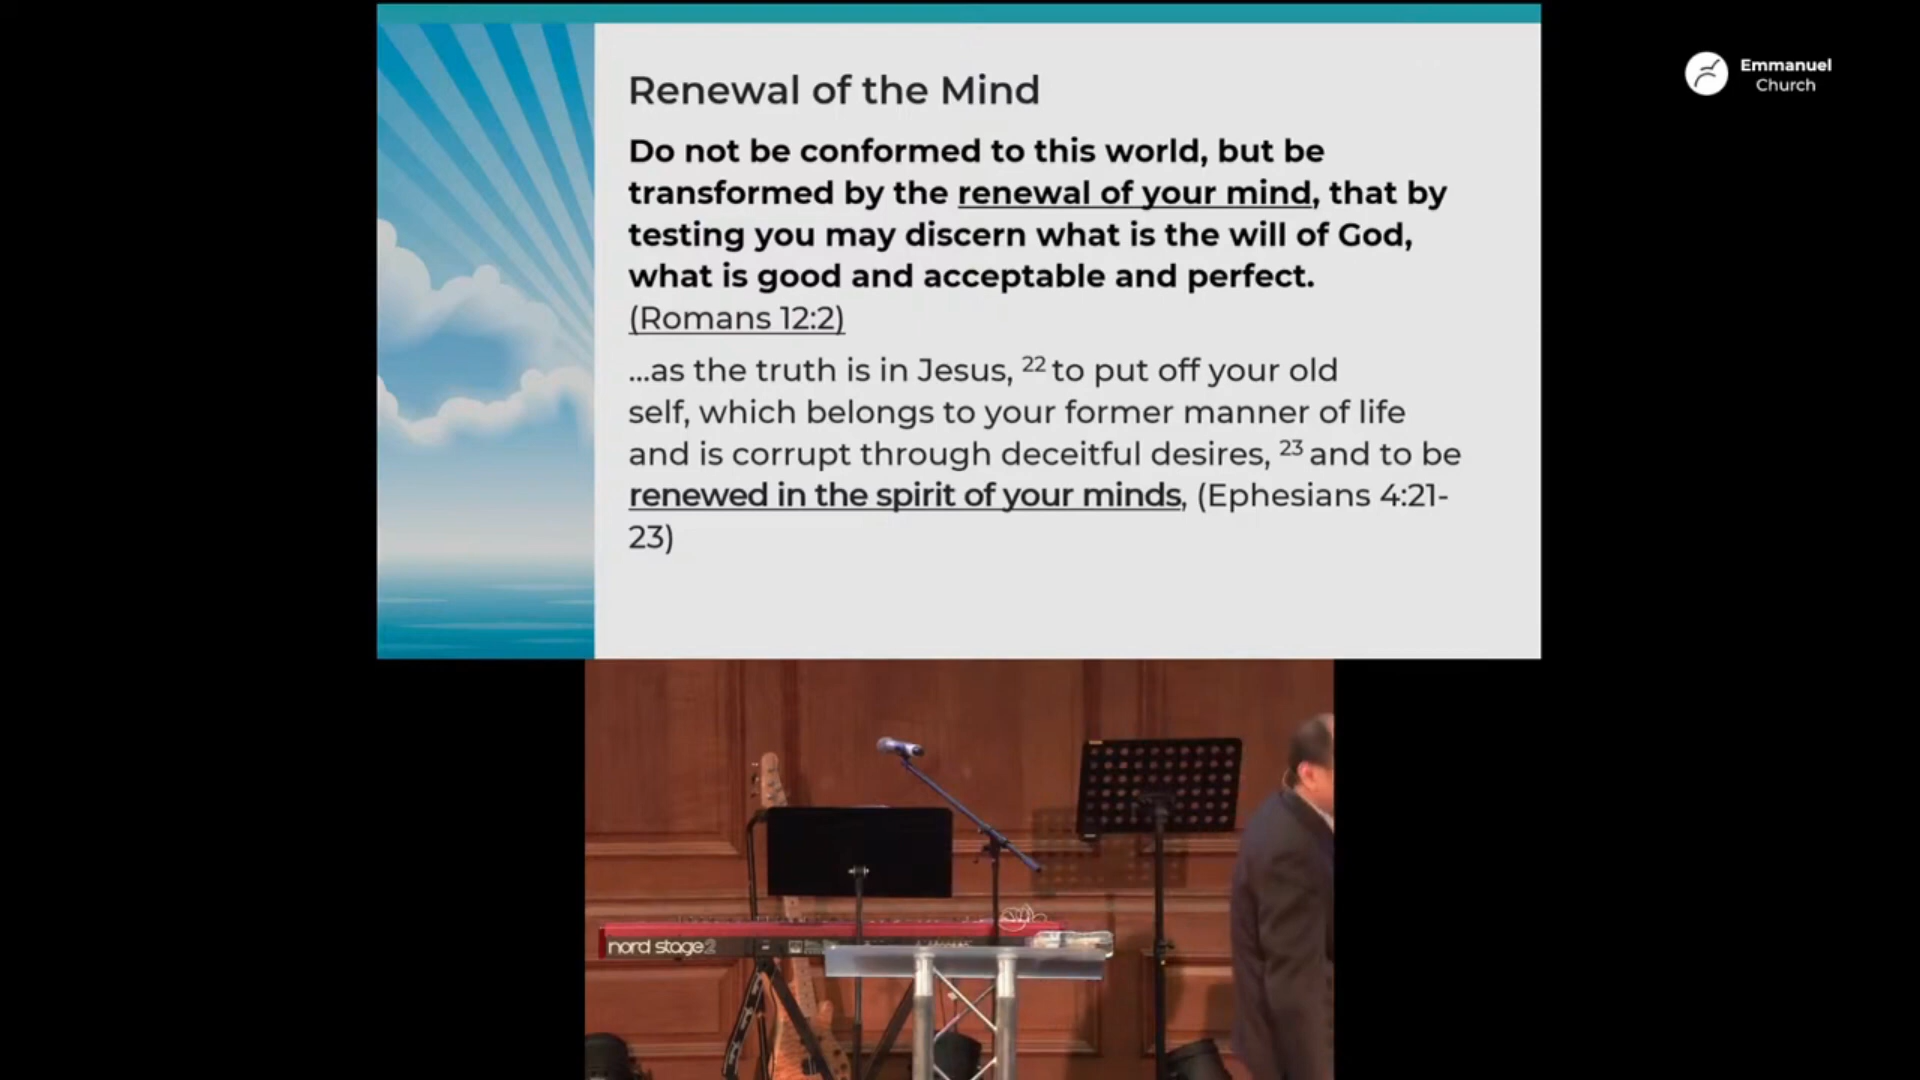 Renewal of the Mind
Do not be conformed to this world, but be
transformed by the renewal of your mind, that by
testing you may discern what is the will of God,
what is good and acceptable and perfect.
(Romans 12:2)
...as the truth is in Jesus, 22 to put off your old
self, which belongs to your former manner of life
and is corrupt through deceitful desires, 23 and to be
renewed in the spirit of your minds, (Ephesians 4:21-
23)
Emmanuel
Church
nord stage 2